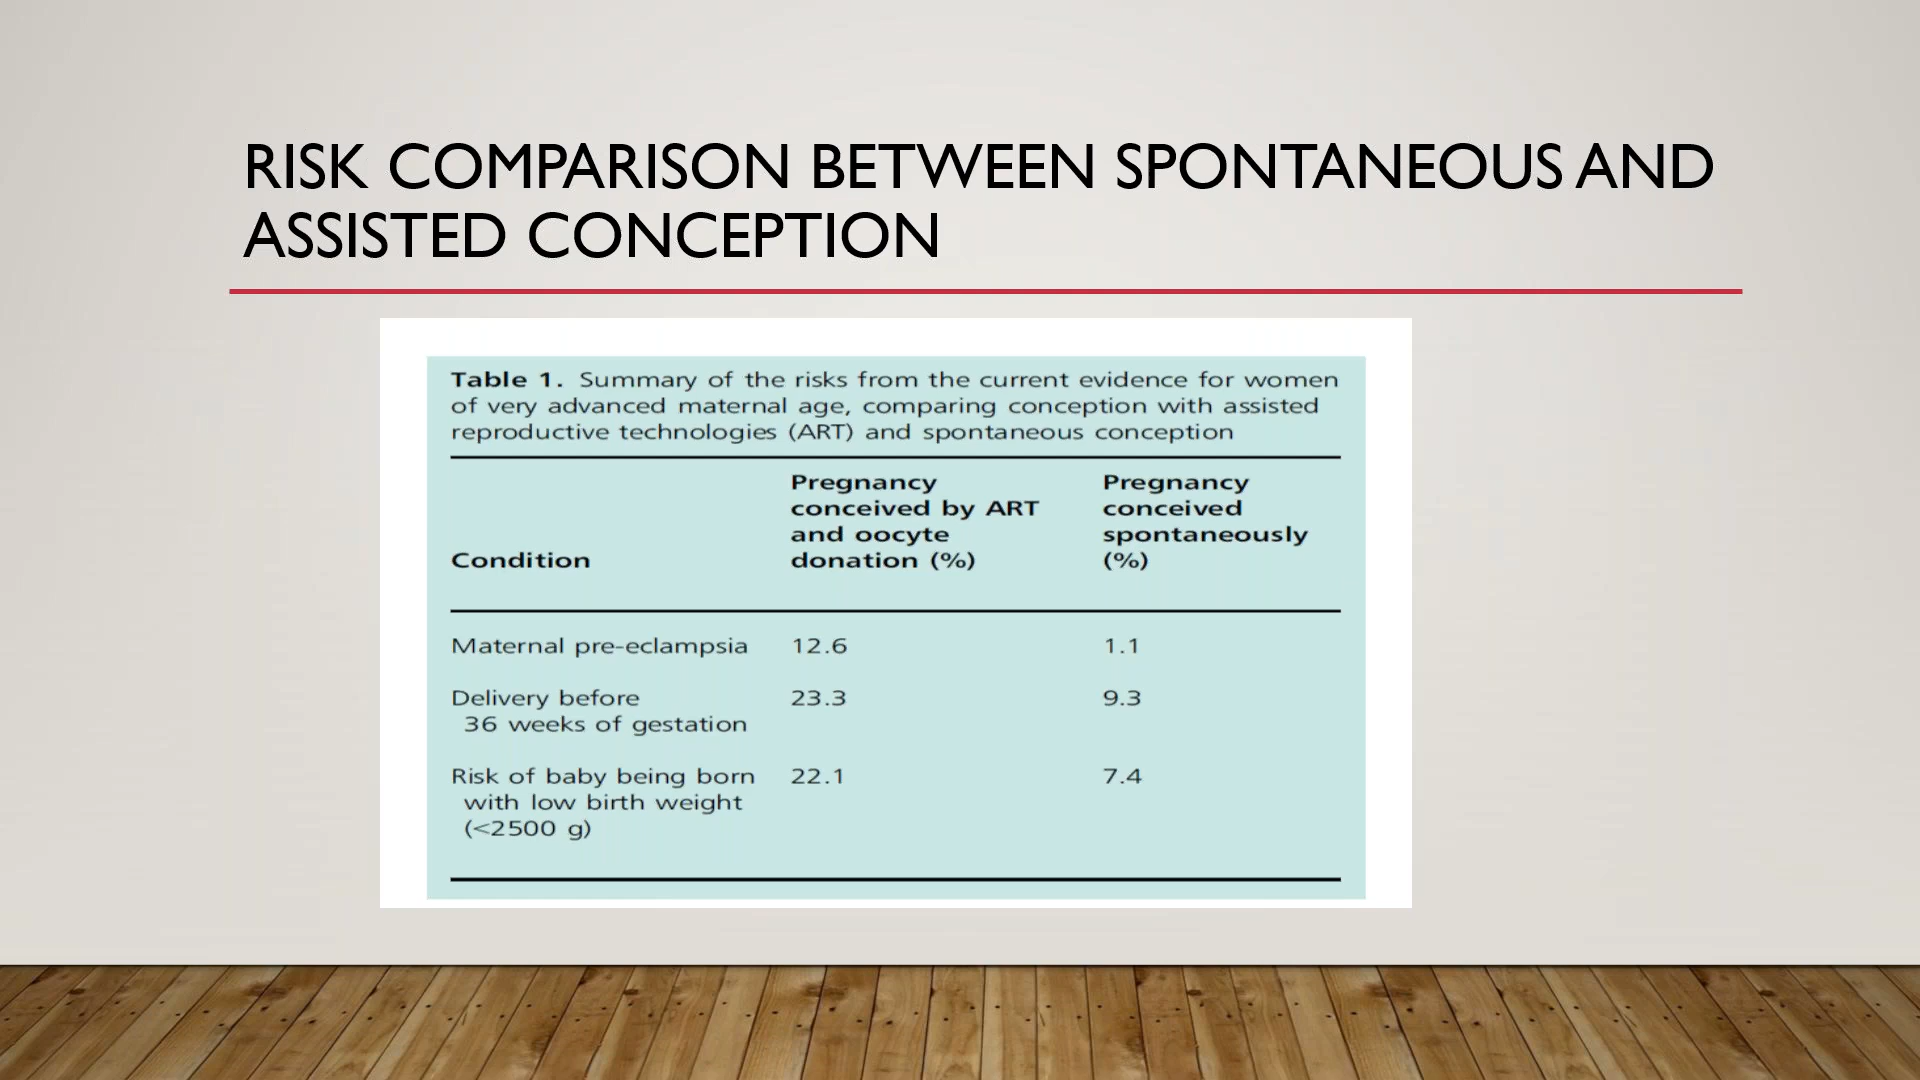 RISK COMPARISON BETWEEN SPONTANEOUS AND
ASSISTED CONCEPTION
Table 1. Summary of the risks from the current evidence for women
of very advanced maternal age, comparing conception with assisted
reproductive technologies (ART) and spontaneous conception
Condition
Pregnancy
conceived by ART
and oocyte
donation (%)
Pregnancy
conceived
spontaneously
(%)
Maternal pre-eclampsia 12.6 1.1
Delivery before 23.3 9.3
36 weeks of gestation
Risk of baby being born 22.1 7.4
with low birth weight
(<2500 g)